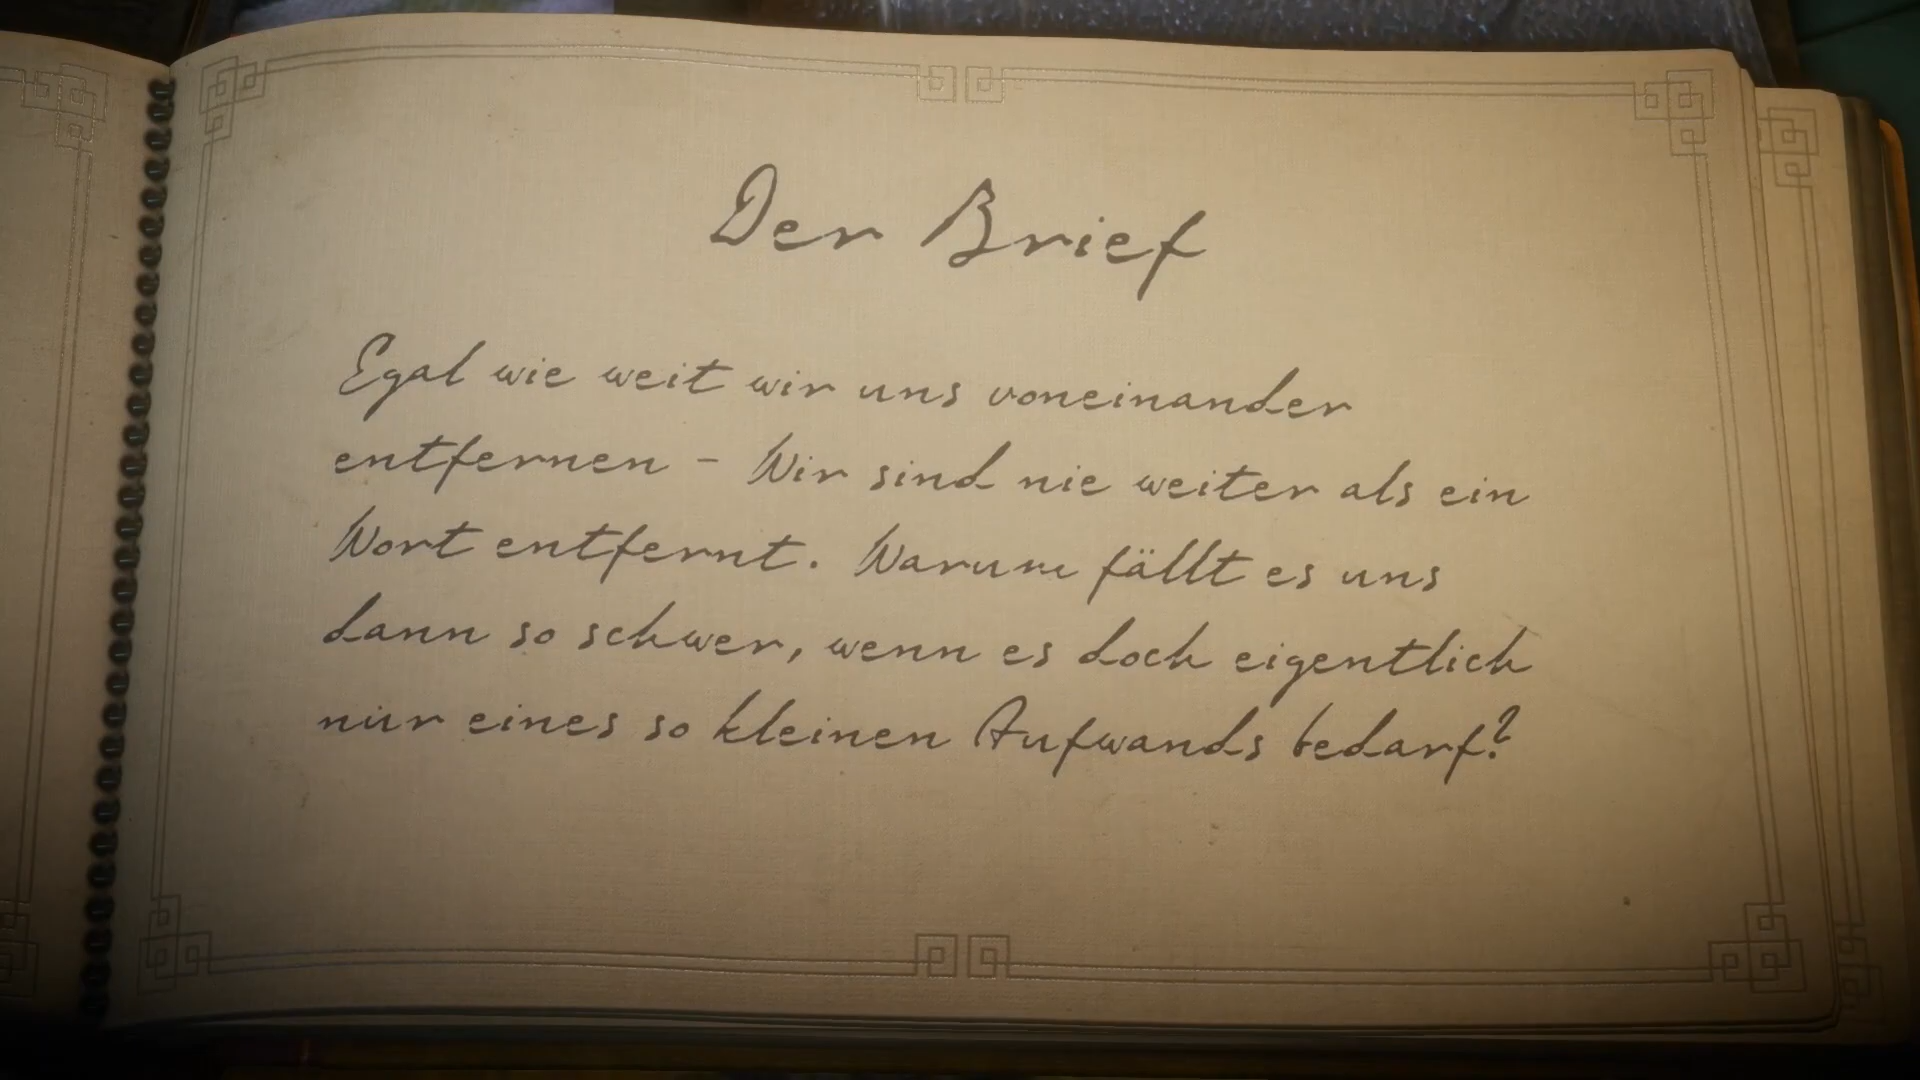 Der Brief
Egal wie weit wir uns voneinander
entfernen - Wir sind nie weiter als ein
Wort entfernt. Warum fällt es uns
dann so schwer, wenn es doch eigentlich
nur eines so kleinen Aufwands bedarf?